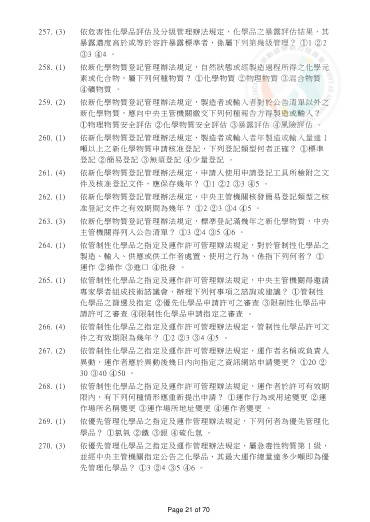 257. (3) 依危害性化學品評估及分級管理辦法規定，化學品之暴露評估結果，其
暴露濃度高於或等於容許暴露標準者，係屬下列第幾級管理？ ①1 ②2
③3 ④4 。
258. (1) 依新化學物質登記管理辦法規定，自然狀態或經製造過程所得之化學元
素或化合物，屬下列何種物質？ ①化學物質 ②物理物質 ③混合物質
④礦物質 。
259. (2) 依新化學物質登記管理辦法規定，製造者或輸入者對於公告清單以外之
新化學物質，應向中央主管機關繳交下列何種報告方得製造或輸入？
①物理物質安全評估 ②化學物質安全評估 ③暴露評估 ④風險評估 。
260. (1) 依新化學物質登記管理辦法規定，製造者或輸入者年製造或輸入量達 1
噸以上之新化學物質申請核准登記，下列登記類型何者正確？ ①標準
登記 ②簡易登記 ③無須登記 ④少量登記 。
261. (4) 依新化學物質登記管理辦法規定，申請人使用申請登記工具所檢附之文
件及核准登記文件，應保存幾年？ ①1 ②2 ③3 ④5 。
262. (1) 依新化學物質登記管理辦法規定，中央主管機關核發簡易登記類型之核
准登記文件之有效期間為幾年？ ①2 ②3 ③4 ④5 。
263. (3) 依新化學物質登記管理辦法規定，標準登記滿幾年之新化學物質，中央
主管機關得列入公告清單？ ①3 ②4 ③5 ④6 。
264. (1) 依管制性化學品之指定及運作許可管理辦法規定，對於管制性化學品之
製造、輸入、供應或供工作者處置、使用之行為，係指下列何者？ ①
運作 ②操作 ③進口 ④批發 。
265. (1) 依管制性化學品之指定及運作許可管理辦法規定，中央主管機關得邀請
專家學者組成技術諮議會，辦理下列何事項之諮詢或建議？ ①管制性
化學品之篩選及指定 ②優先化學品申請許可之審查 ③限制性化學品申
請許可之審查 ④限制性化學品申請指定之審查 。
266. (4) 依管制性化學品之指定及運作許可管理辦法規定，管制性化學品許可文
件之有效期限為幾年？ ①1 ②2 ③4 ④5 。
267. (2) 依管制性化學品之指定及運作許可管理辦法規定，運作者名稱或負責人
異動，運作者應於異動後幾日內向指定之資訊網站申請變更？ ①20 ②
30 ③40 ④50 。
268. (1) 依管制性化學品之指定及運作許可管理辦法規定，運作者於許可有效期
限內，有下列何種情形應重新提出申請？ ①運作行為或用途變更 ②運
作場所名稱變更 ③運作場所地址變更 ④運作者變更 。
269. (1) 依優先管理化學品之指定及運作管理辦法規定，下列何者為優先管理化
學品？ ①氯氣 ②鐵 ③銀 ④碳化氫 。
270. (3) 依優先管理化學品之指定及運作管理辦法規定，屬急毒性物質第 1 級，
並經中央主管機關指定公告之化學品，其最大運作總量達多少噸即為優
先管理化學品？ ①3 ②4 ③5 ④6 。
Page 21 of 70